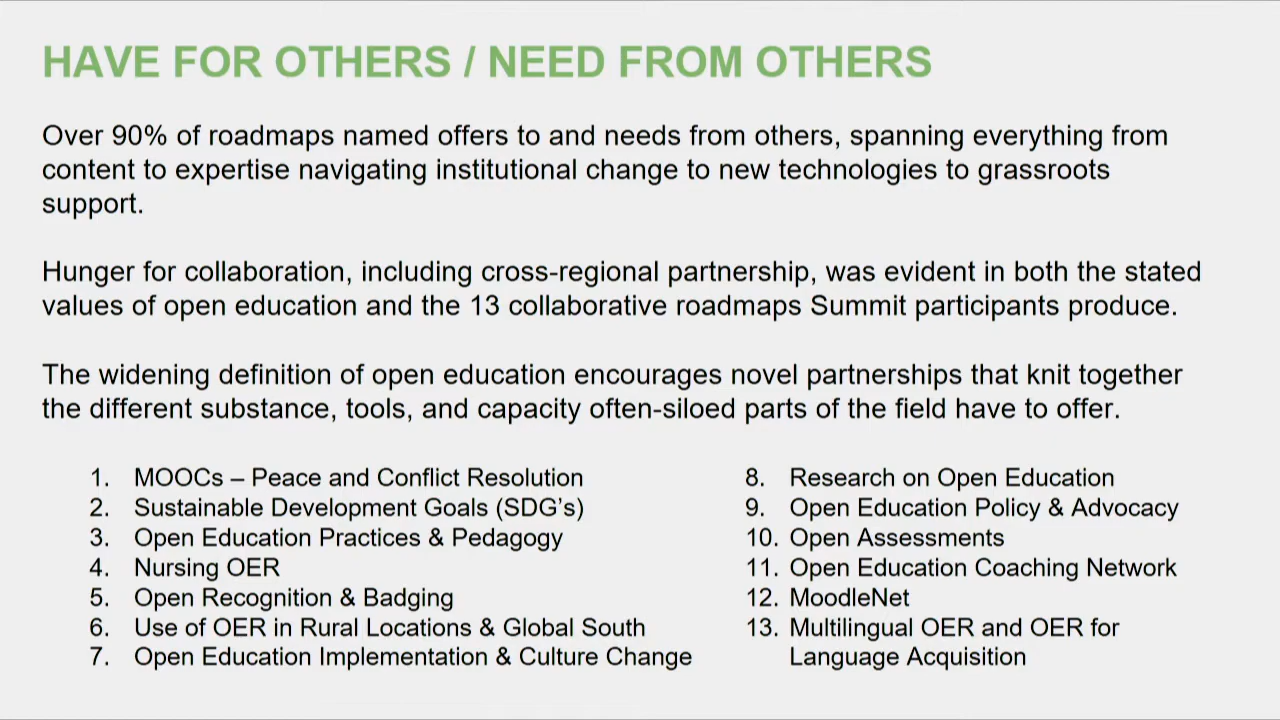 HAVE FOR OTHERS / NEED FROM OTHERS
Over 90% of roadmaps named offers to and needs from others, spanning everything from
content to expertise navigating institutional change to new technologies to grassroots
support.
Hunger for collaboration, including cross-regional partnership, was evident in both the stated
values of open education and the 13 collaborative roadmaps Summit participants produce.
The widening definition of open education encourages novel partnerships that knit together
the different substance, tools, and capacity often-siloed parts of the field have to offer.
1. MOOCs – Peace and Conflict Resolution
2. Sustainable Development Goals (SDG’s)
3. Open Education Practices & Pedagogy
4. Nursing OER
5. Open Recognition & Badging
6. Use of OER in Rural Locations & Global South
7. Open Education Implementation & Culture Change
8. Research on Open Education
9. Open Education Policy & Advocacy
10. Open Assessments
11. Open Education Coaching Network
12. MoodleNet
13. Multilingual OER and OER for
Language Acquisition